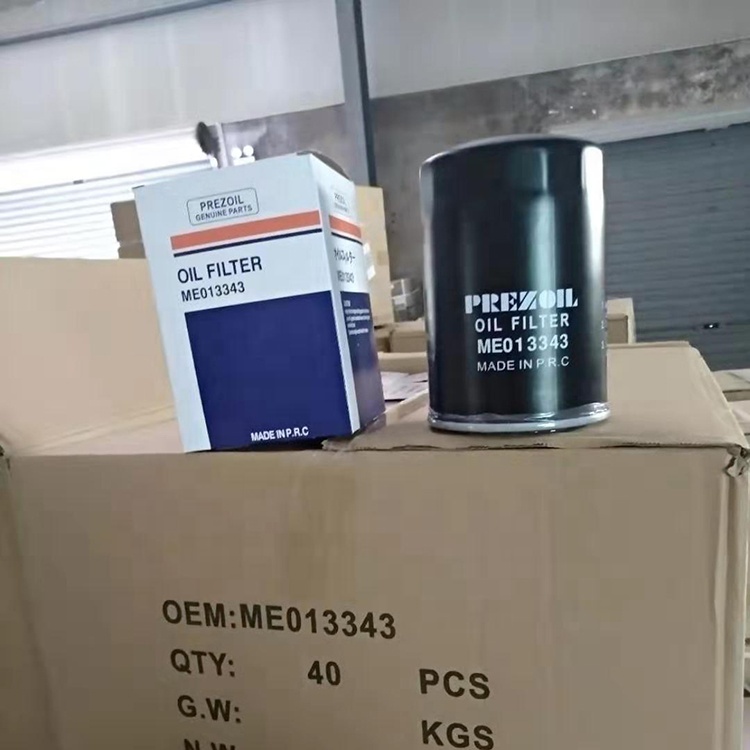 PREZOIL
GENUINE PARTS
OIL FILTER
ME013343
MADE IN P.R.C
ME013343
PREZOIL
OIL FILTER
ME013343
MADE IN P.R.C
OEM:ME013343
QTY: 40 PCS
G.W: KGS
N.W